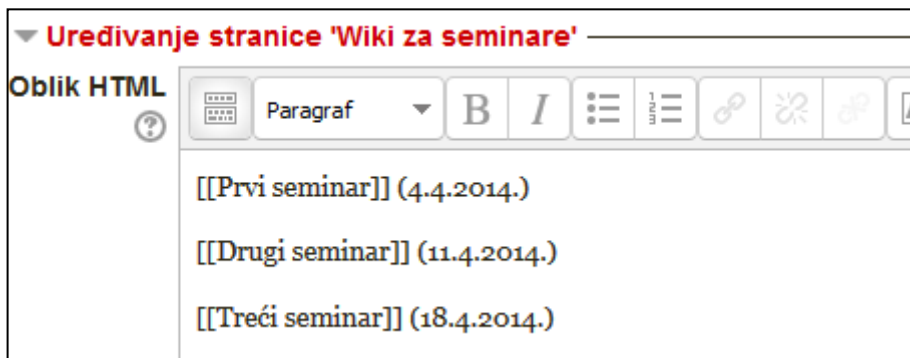 Uređivanje stranice 'Wiki za seminare'
Oblik HTML
Paragraf B I
[[Prvi seminar]] (4.4.2014.)
[[Drugi seminar]] (11.4.2014.)
[[Treći seminar]] (18.4.2014.)